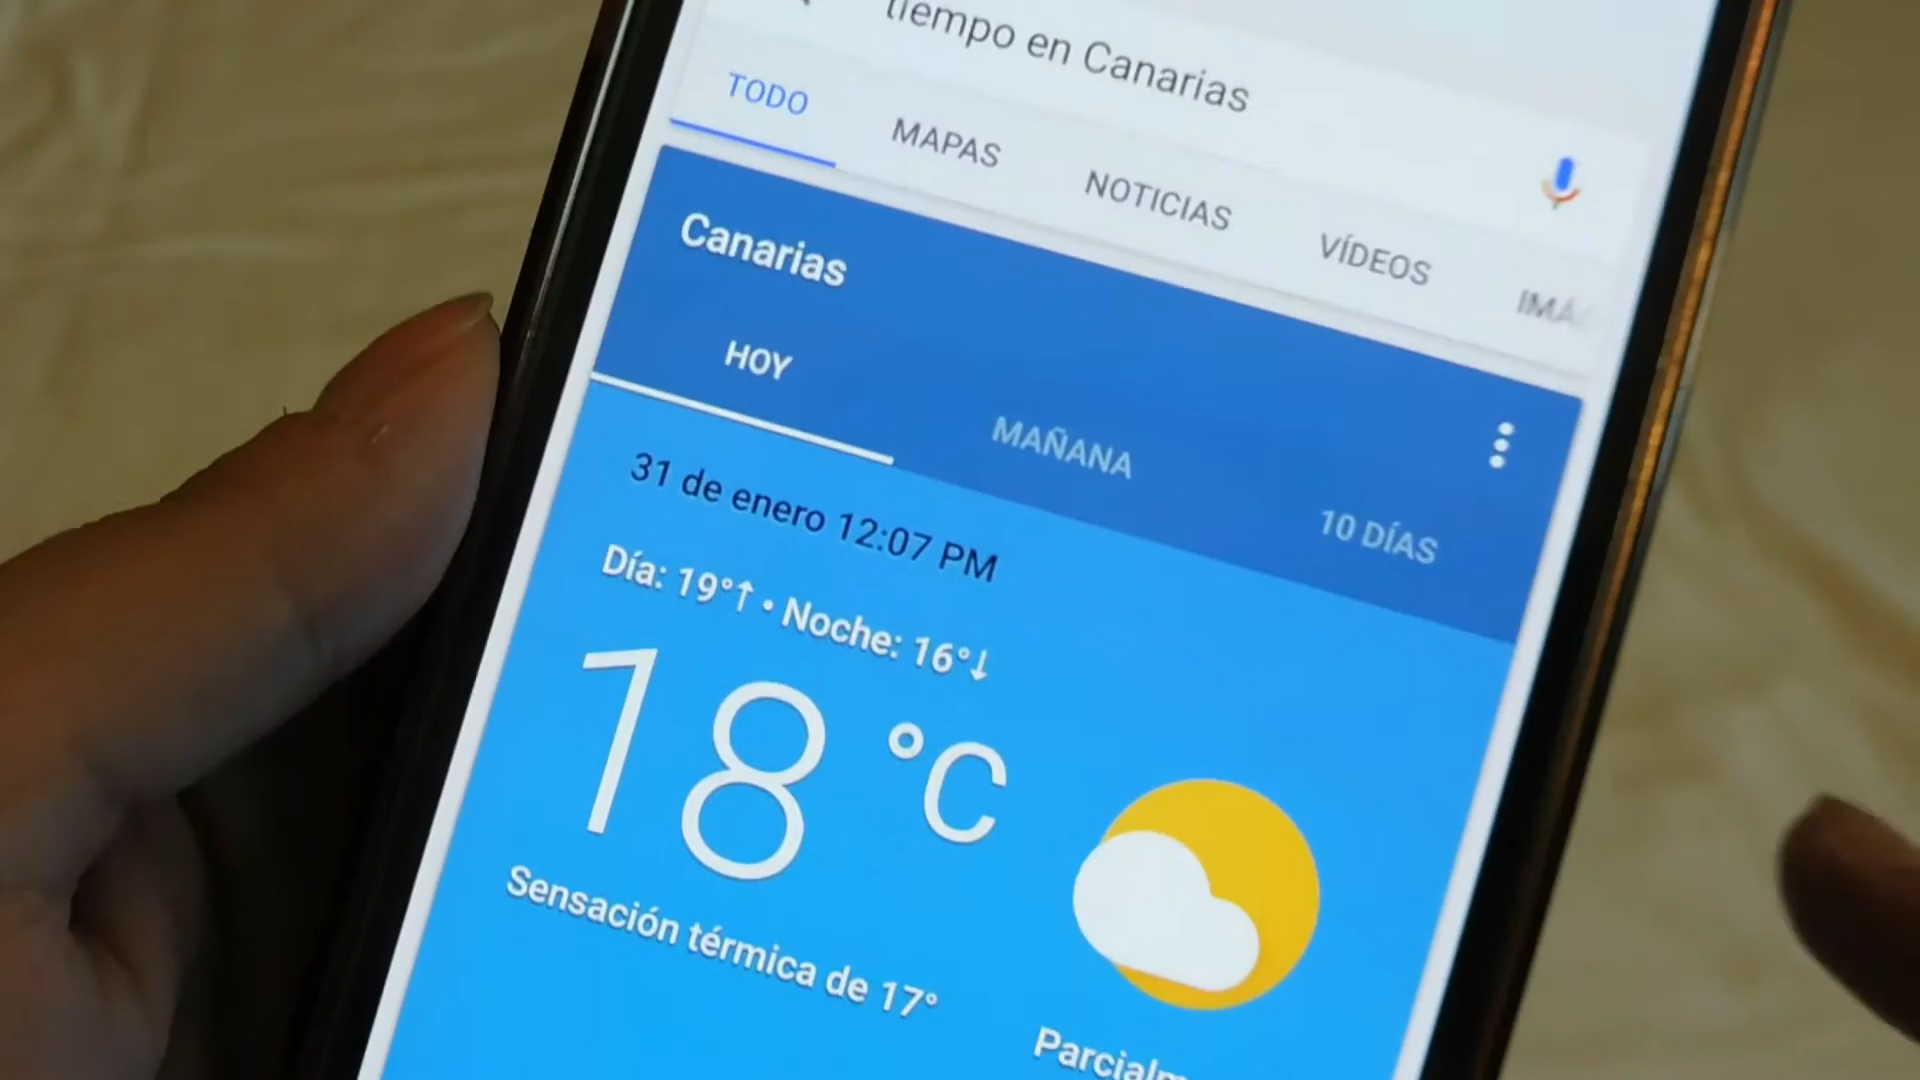 tiempo en Canarias
TODO MAPAS NOTICIAS VÍDEOS
Canarias
HOY MAÑANA 10 DÍAS
31 de enero 12:07 PM
Día: 19°↑ • Noche: 16°↓
18 °C
Sensación térmica de 17°